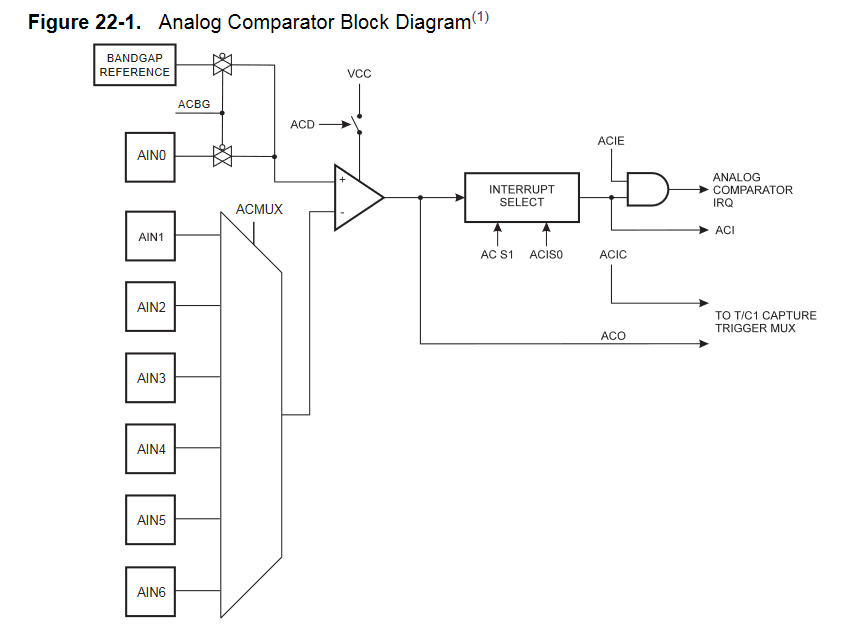 Figure 22-1. Analog Comparator Block Diagram(1)
BANDGAP
REFERENCE
VCC
ACBG
ACD
ACIE
AIN0
ANALOG
COMPARATOR
IRQ
+
INTERRUPT
SELECT
ACMUX
-
AIN1
ACI
AC S1
ACIS0
ACIC
AIN2
TO T/C1 CAPTURE
TRIGGER MUX
ACO
AIN3
AIN4
AIN5
AIN6